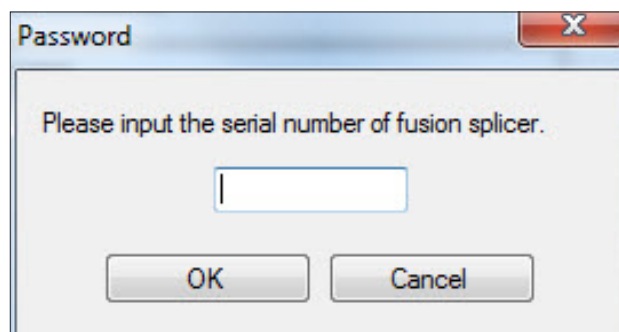 Password
X
Please input the serial number of fusion splicer.
OK
Cancel